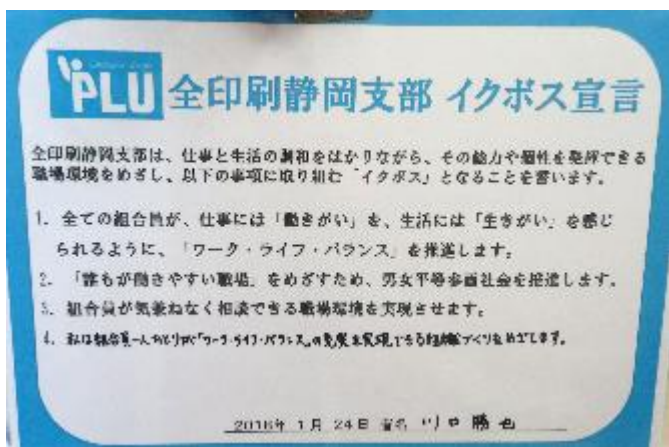 PLU 全印刷静岡支部 イクボス宣言
全印刷静岡支部は、仕事と生活の調和をはかりながら、その能力や個性を発揮できる
職場環境をめざし、以下の事項に取り組む「イクボス」となることを誓います。
1. 全ての組合員が、仕事には「働きがい」を、生活には「生きがい」を感じ
られるように、「ワーク・ライフ・バランス」を推進します。
2. 「誰もが働きやすい職場」をめざすため、男女平等参画社会を推進します。
3. 組合員が気兼ねなく相談できる職場環境を実現させます。
4. 私は組合員一人ひとりが「ワーク・ライフ・バランス」の充実を実現できる組織づくりをめざします。
2018年 1月 24日 署名 川口 勝也